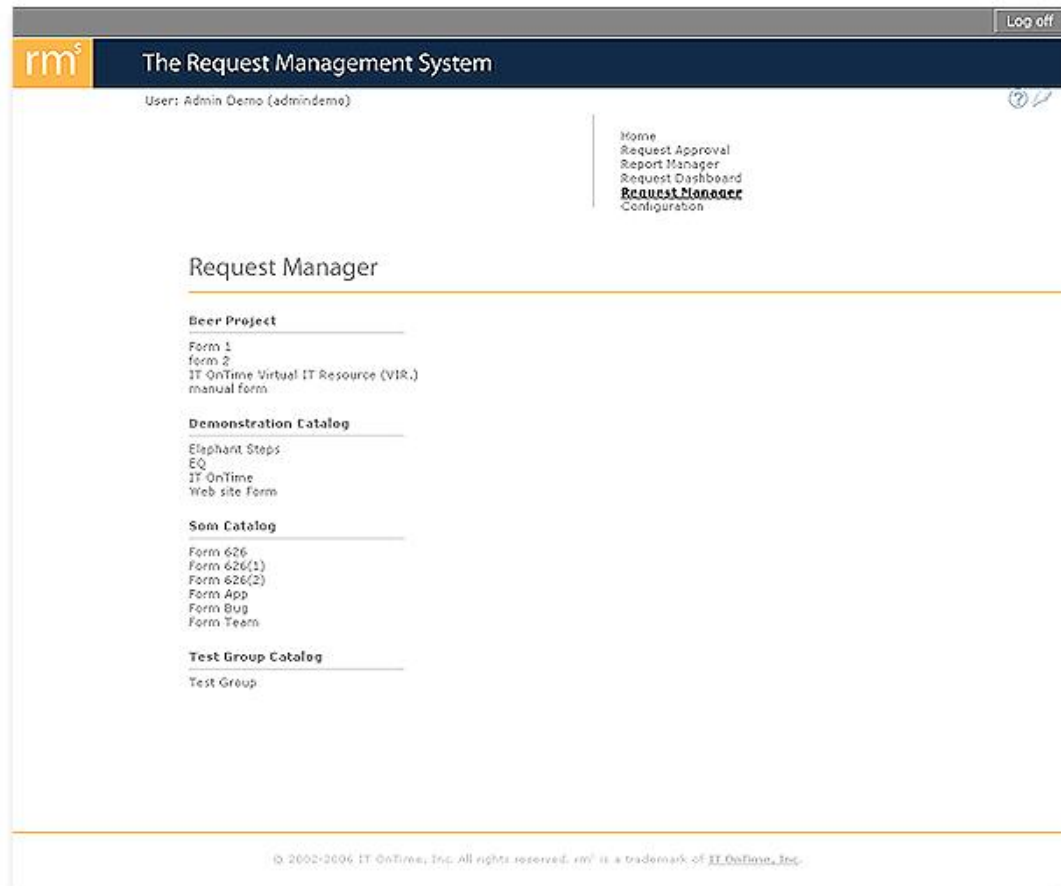 Log off
rmˢ
The Request Management System
User: Admin Demo (admindemo)
?
Home
Request Approval
Report Manager
Request Dashboard
Request Manager
Configuration
Request Manager
Beer Project
Form 1
form 2
IT OnTime Virtual IT Resource (VIR.)
manual form
Demonstration Catalog
Elephant Steps
EQ
IT OnTime
Web site Form
Som Catalog
Form 626
Form 626(1)
Form 626(2)
Form App
Form Bug
Form Team
Test Group Catalog
Test Group
© 2002-2006 IT OnTime, Inc. All rights reserved. rmˢ is a trademark of IT OnTime, Inc.